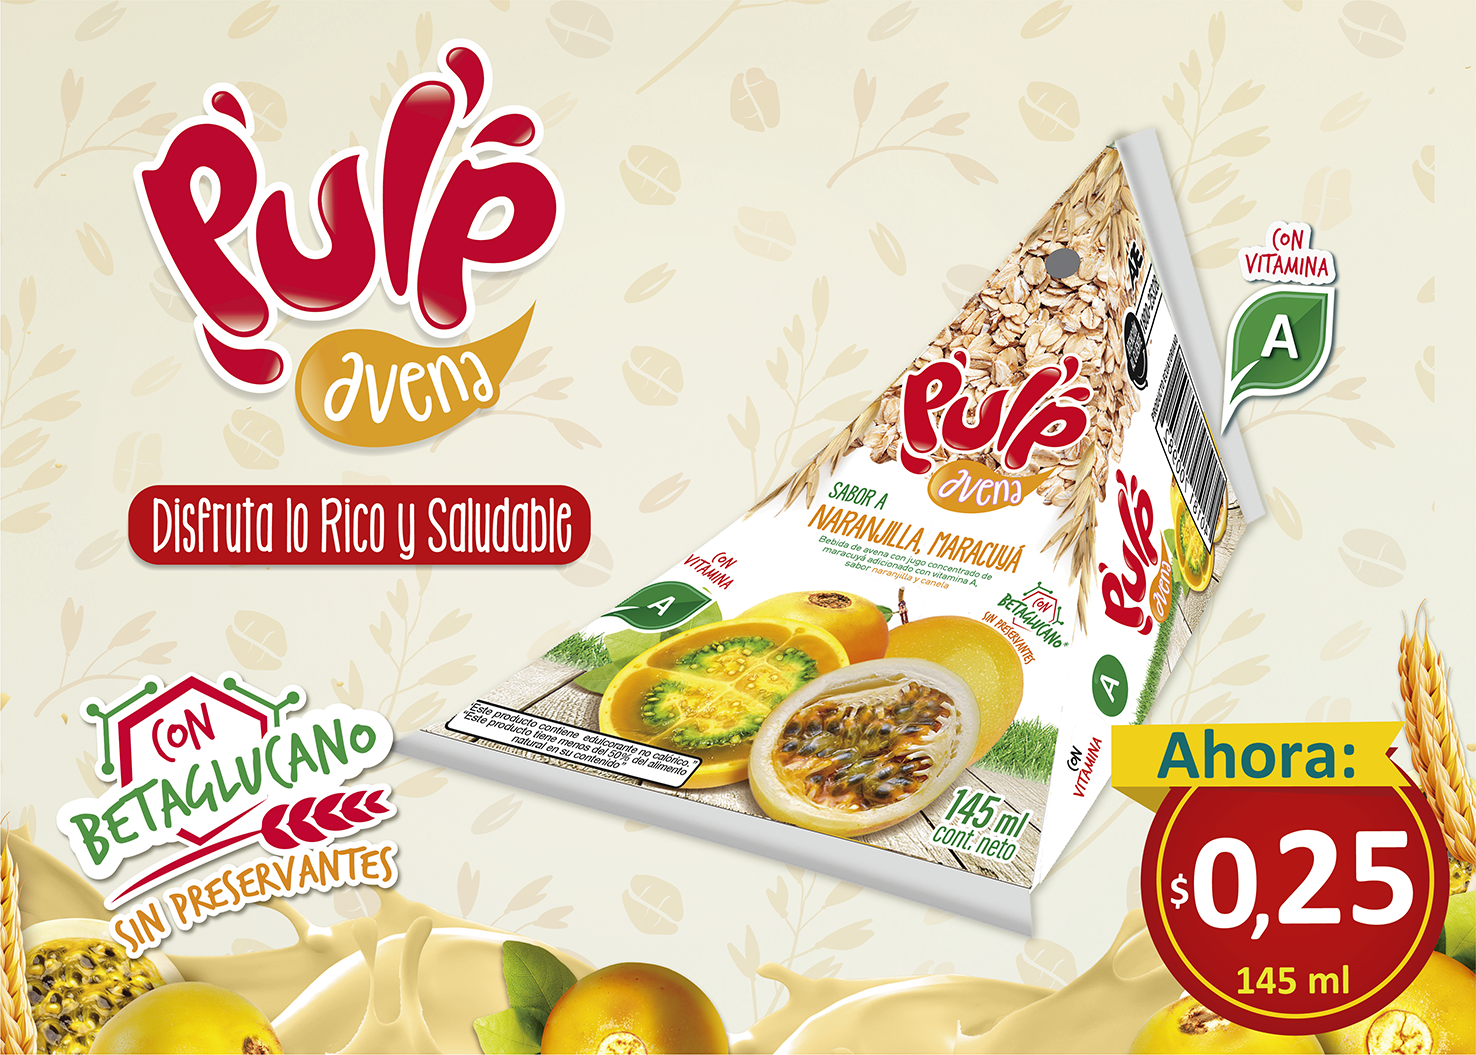 Pulp
avena
Disfruta lo Rico y Saludable
CON
BETAGLUCANO
SIN PRESERVANTES
CON
VITAMINA
A
Pulp
avena
SABOR A
NARANJILLA, MARACUYÁ
Bebida de avena con jugo concentrado de
maracuyá adicionado con vitamina A,
sabor naranjilla y canela
CON
VITAMINA
A
CON
BETAGLUCANO®
SIN PRESERVANTES
"Este producto contiene edulcorante no calórico."
"Este producto tiene menos del 50% del alimento
natural en su contenido"
145 ml
cont. neto
Pulp
avena
A
CON
VITAMINA
Ahora:
$0,25
145 ml